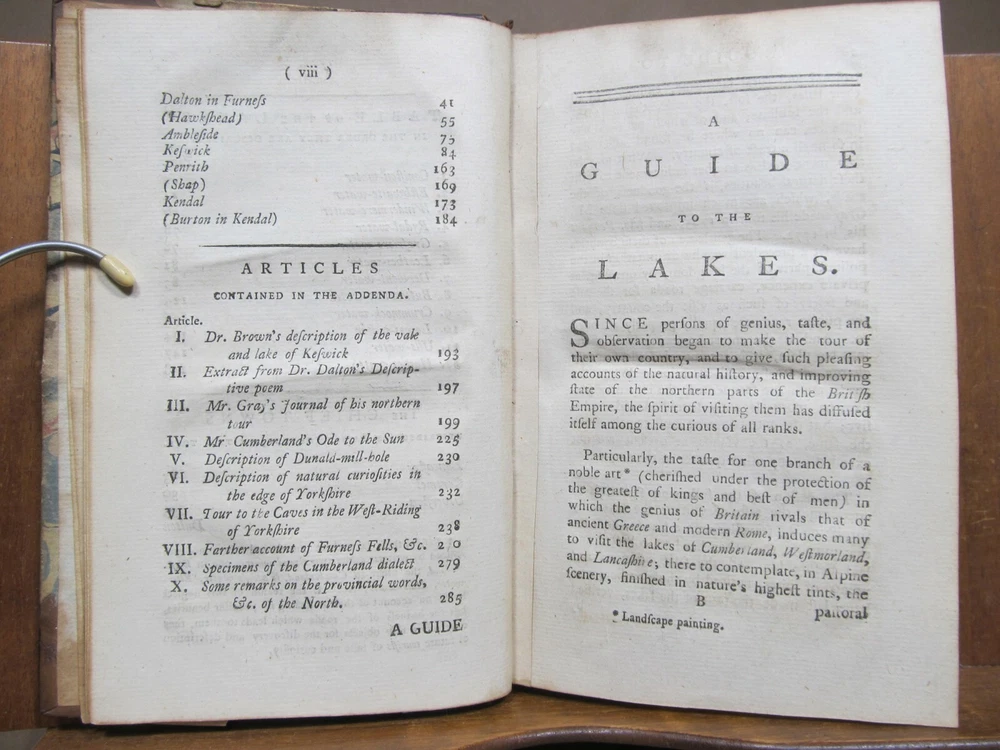 ( viii )
Dalton in Furneſs 41
(Hawkſhead) 55
Ambleſide 75
Keſwick 84
Penrith 163
(Shap) 169
Kendal 173
(Burton in Kendal) 184
ARTICLES
CONTAINED IN THE ADDENDA.
Article.
I. Dr. Brown's deſcription of the vale
and lake of Keſwick 193
II. Extract from Dr. Dalton's Deſcrip-
tive poem 197
III. Mr. Gray's Journal of his northern
tour 199
IV. Mr Cumberland's Ode to the Sun 225
V. Deſcription of Dunald-mill-hole 230
VI. Deſcription of natural curioſities in
the edge of Yorkſhire 232
VII. Tour to the Caves in the Weſt-Riding
of Yorkſhire 238
VIII. Farther account of Furneſs Fells, &c. 2 0
IX. Specimens of the Cumberland dialect 279
X. Some remarks on the provincial words,
&c. of the North. 285
A GUIDE
A
GUIDE
TO THE
LAKES.
SINCE perſons of genius, taſte, and
obſervation began to make the tour of
their own country, and to give ſuch pleaſing
accounts of the natural hiſtory, and improving
ſtate of the northern parts of the Britiſh
Empire, the ſpirit of viſiting them has diffuſed
itſelf among the curious of all ranks.
Particularly, the taſte for one branch of a
noble art* (cheriſhed under the protection of
the greateſt of kings and beſt of men) in
which the genius of Britain rivals that of
ancient Greece and modern Rome, induces many
to viſit the lakes of Cumberland, Weſtmorland,
and Lancaſhire; there to contemplate, in Alpine
ſcenery, finiſhed in nature's higheſt tints, the
B
paſtoral
* Landſcape painting.